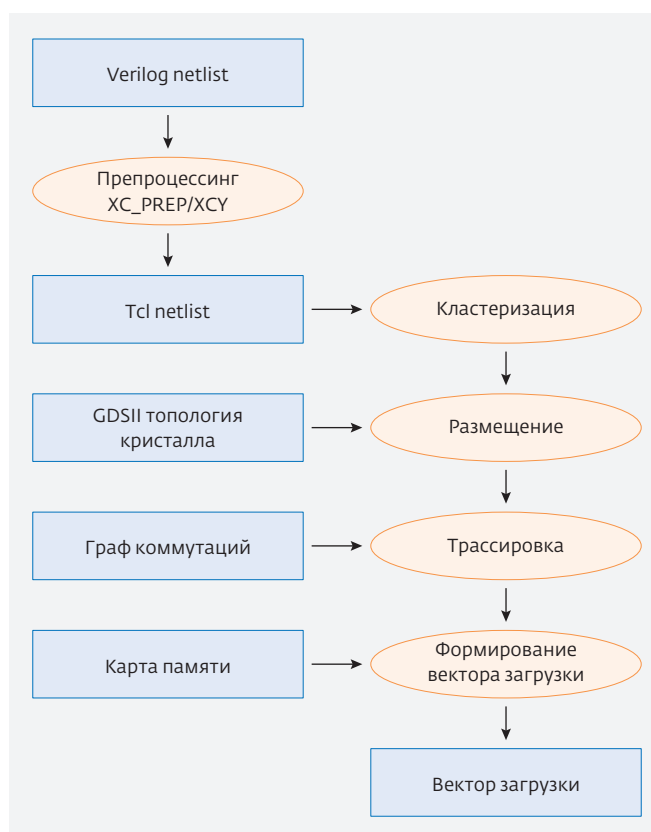 Verilog netlist
Препроцессинг
XC_PREP/XCY
Tcl netlist
Кластеризация
GDSII топология
кристалла
Размещение
Граф коммутаций
Трассировка
Карта памяти
Формирование
вектора загрузки
Вектор загрузки